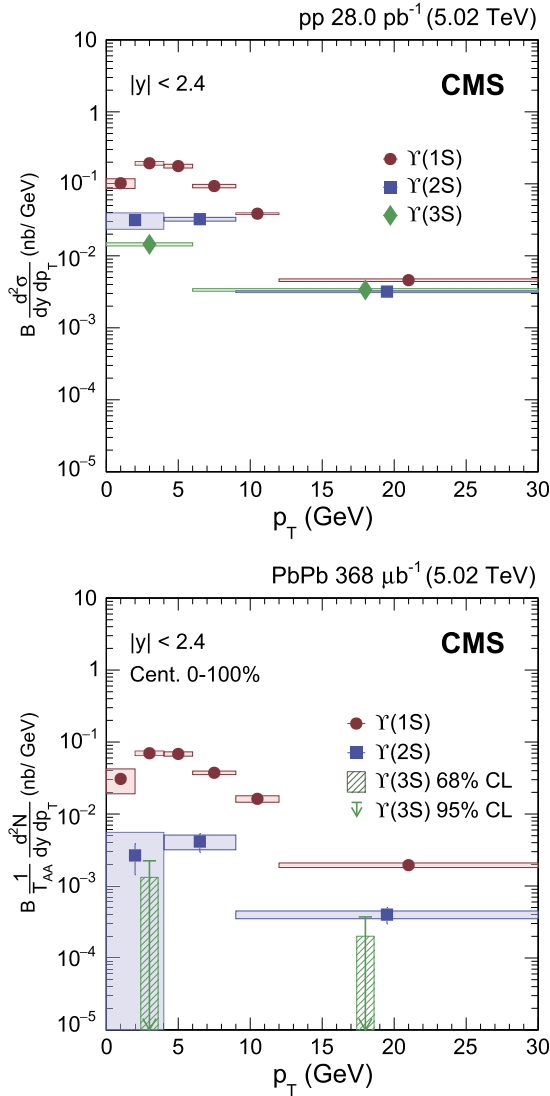 pp 28.0 pb⁻¹ (5.02 TeV)
10
|y| < 2.4
CMS
1
ϒ(1S)
10⁻¹
ϒ(2S)
ϒ(3S)
10⁻²
10⁻³
10⁻⁴
10⁻⁵
B d²σ / dy dp_T (nb/ GeV)
0 5 10 15 20 25 30
p_T (GeV)
PbPb 368 μb⁻¹ (5.02 TeV)
10
|y| < 2.4
CMS
Cent. 0-100%
1
ϒ(1S)
10⁻¹
ϒ(2S)
ϒ(3S) 68% CL
ϒ(3S) 95% CL
10⁻²
10⁻³
10⁻⁴
10⁻⁵
B 1/T_AA d²N / dy dp_T (nb/ GeV)
0 5 10 15 20 25 30
p_T (GeV)